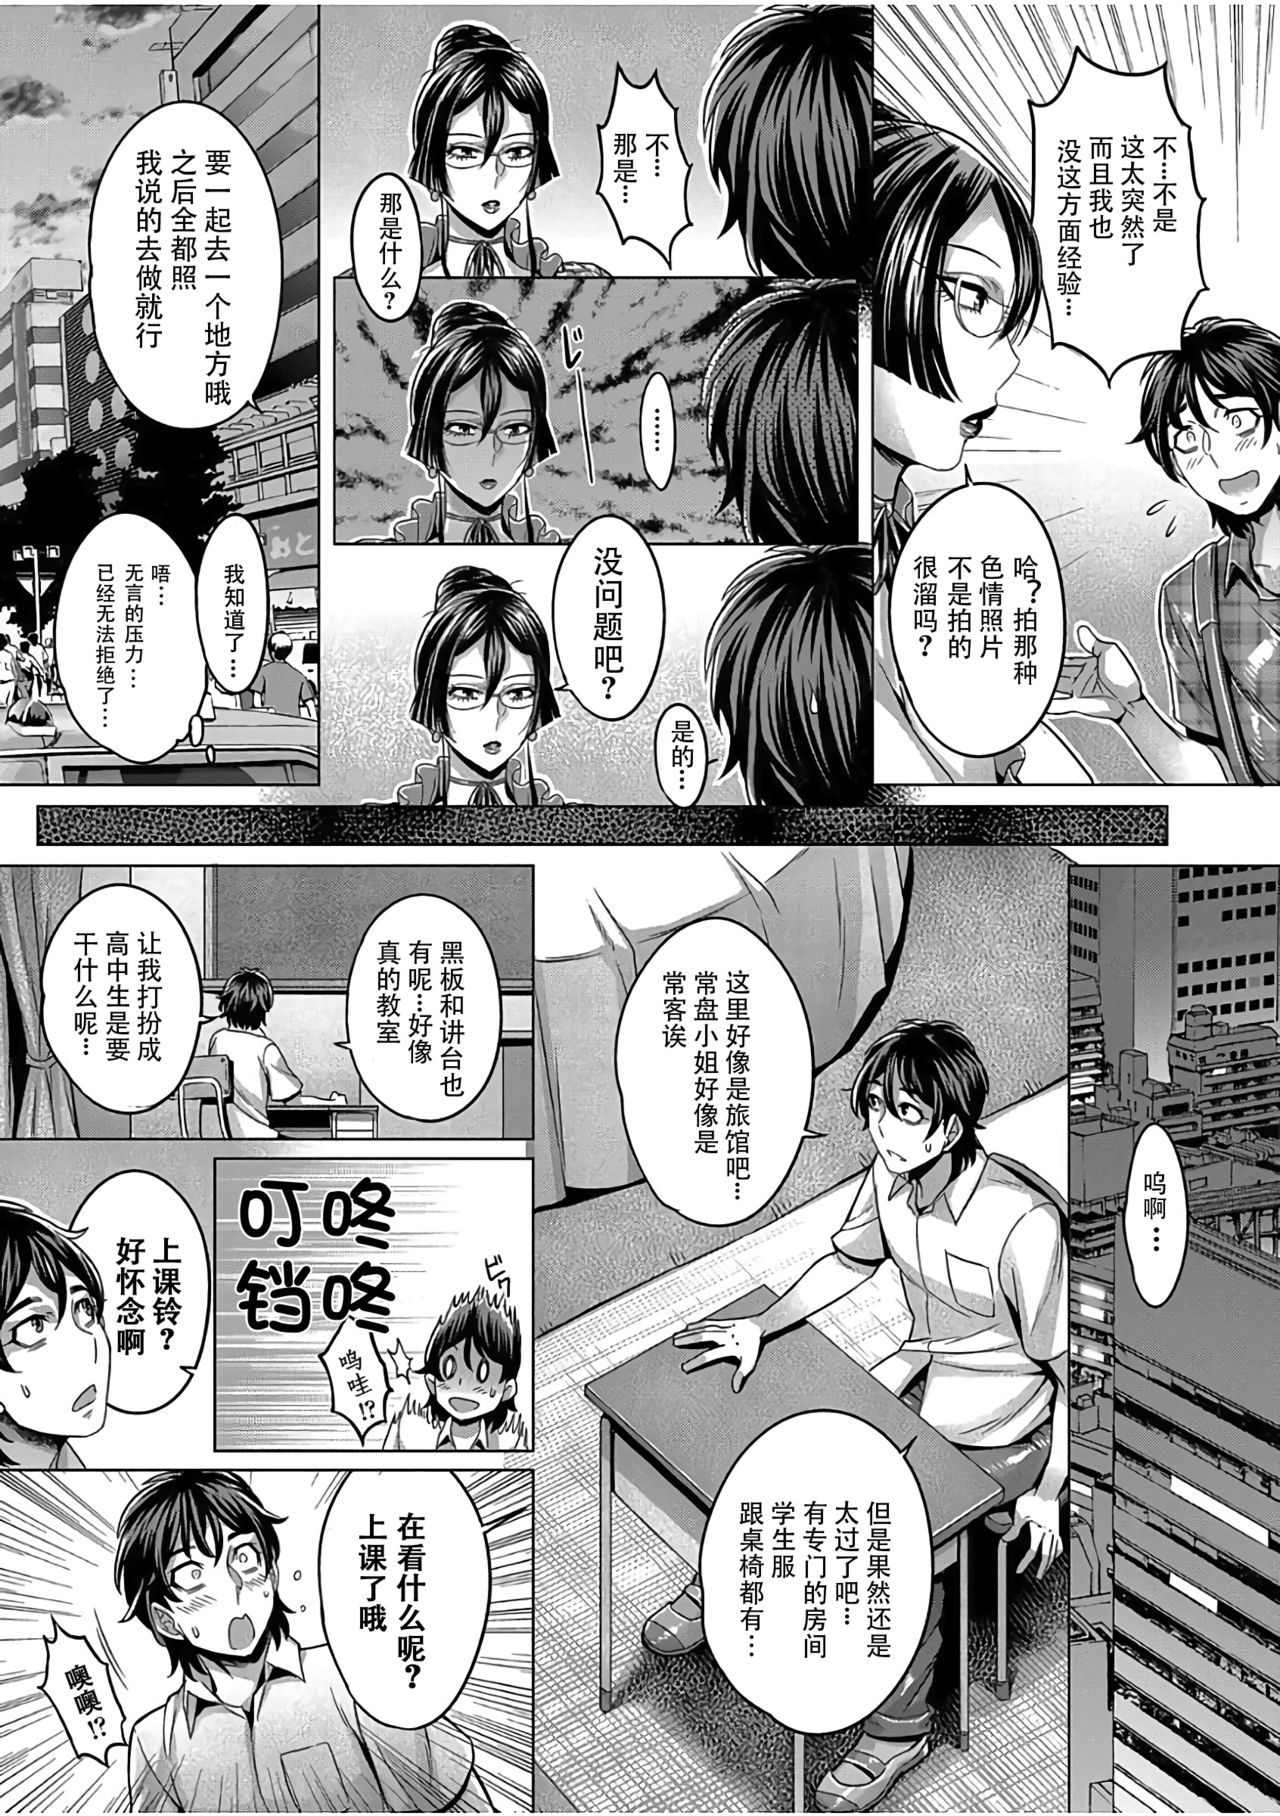 不…不是
这太突然了
而且我也
没这方面经验…
哈？拍那种
色情照片
不是拍的
很溜吗？
不…
那是…
那是什么？
……
じー
没问题吧？
是的…
要一起去一个地方哦
之后全都照
我说的去做就行
我知道了…
唔…
无言的压力…
已经无法拒绝了…
めと
呜啊…
这里好像是旅馆吧…
常盘小姐好像是
常客诶
但是果然还是
太过了吧…
有专门的房间
学生服
跟桌椅都有…
黑板和讲台也
有呢…好像
真的教室
让我打扮成
高中生是要
干什么呢…
叮咚
铛咚
ビクッ
呜哇!?
上课铃？
好怀念啊
在看什么呢？
上课了哦
噢噢!?